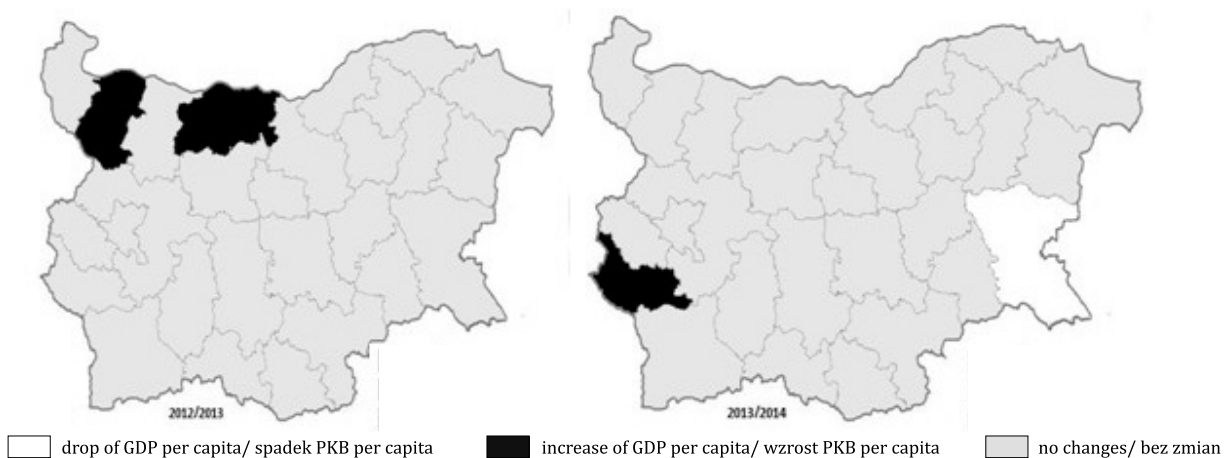 2012/2013
2013/2014
drop of GDP per capita/ spadek PKB per capita
increase of GDP per capita/ wzrost PKB per capita
no changes/ bez zmian